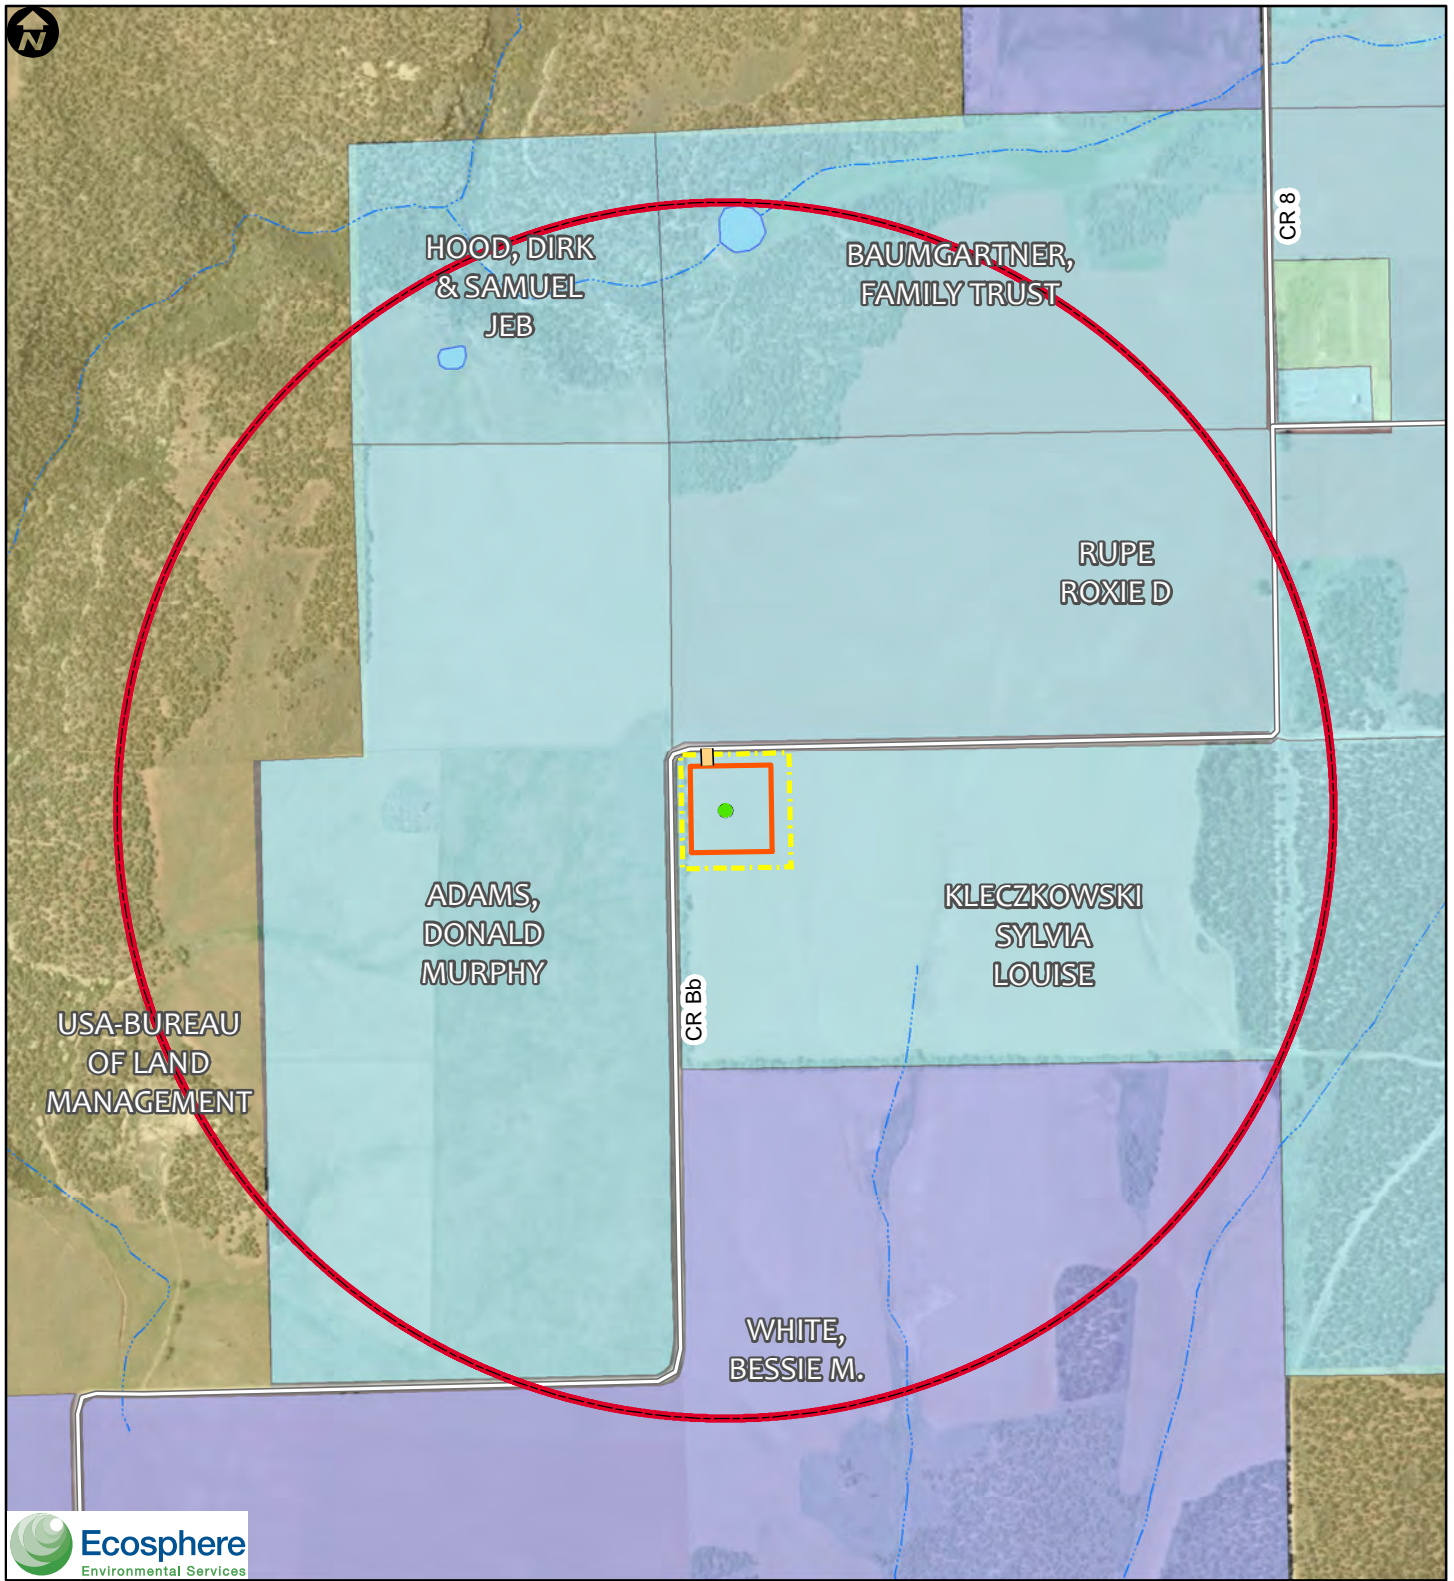 N
CR 8
HOOD, DIRK
& SAMUEL
JEB
BAUMGARTNER,
FAMILY TRUST
RUPE
ROXIE D
ADAMS,
DONALD
MURPHY
KLECZKOWSKI
SYLVIA
LOUISE
CR Bb
USA-BUREAU
OF LAND
MANAGEMENT
WHITE,
BESSIE M.
Ecosphere
Environmental Services